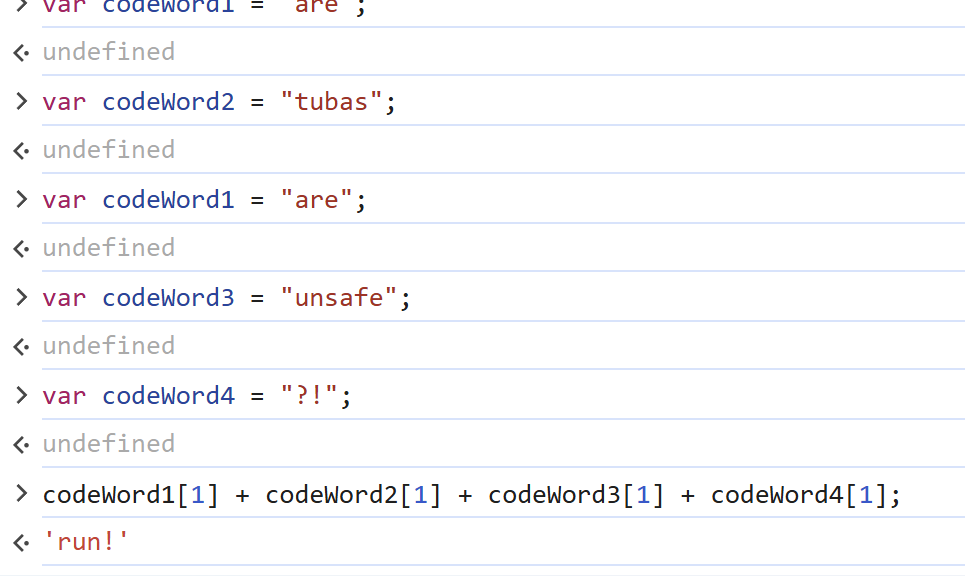 > var codeWord1 = "are";
undefined
> var codeWord2 = "tubas";
undefined
> var codeWord1 = "are";
undefined
> var codeWord3 = "unsafe";
undefined
> var codeWord4 = "?!";
undefined
> codeWord1[1] + codeWord2[1] + codeWord3[1] + codeWord4[1];
'run!'